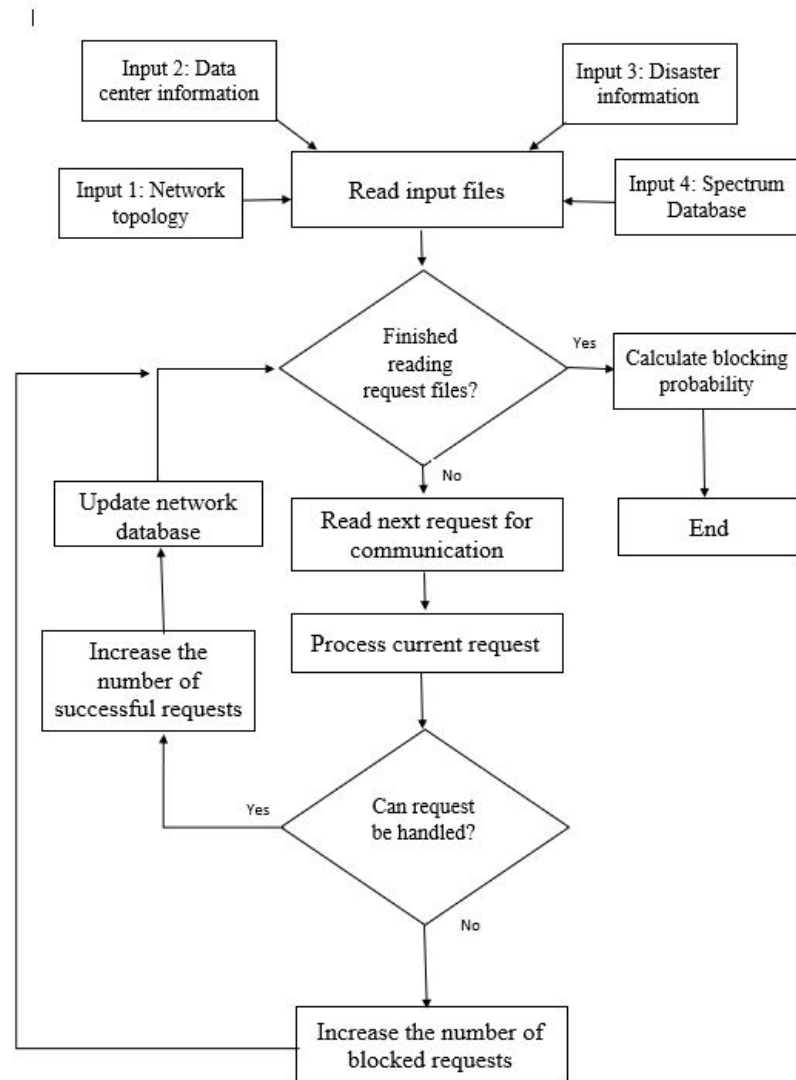 Input 2: Data
center information
Input 3: Disaster
information
Input 1: Network
topology
Read input files
Input 4: Spectrum
Database
Finished
reading
request files?
Yes
Calculate blocking
probability
No
Update network
database
Read next request for
communication
End
Increase the
number of
successful requests
Process current request
Yes
Can request
be handled?
No
Increase the number of
blocked requests